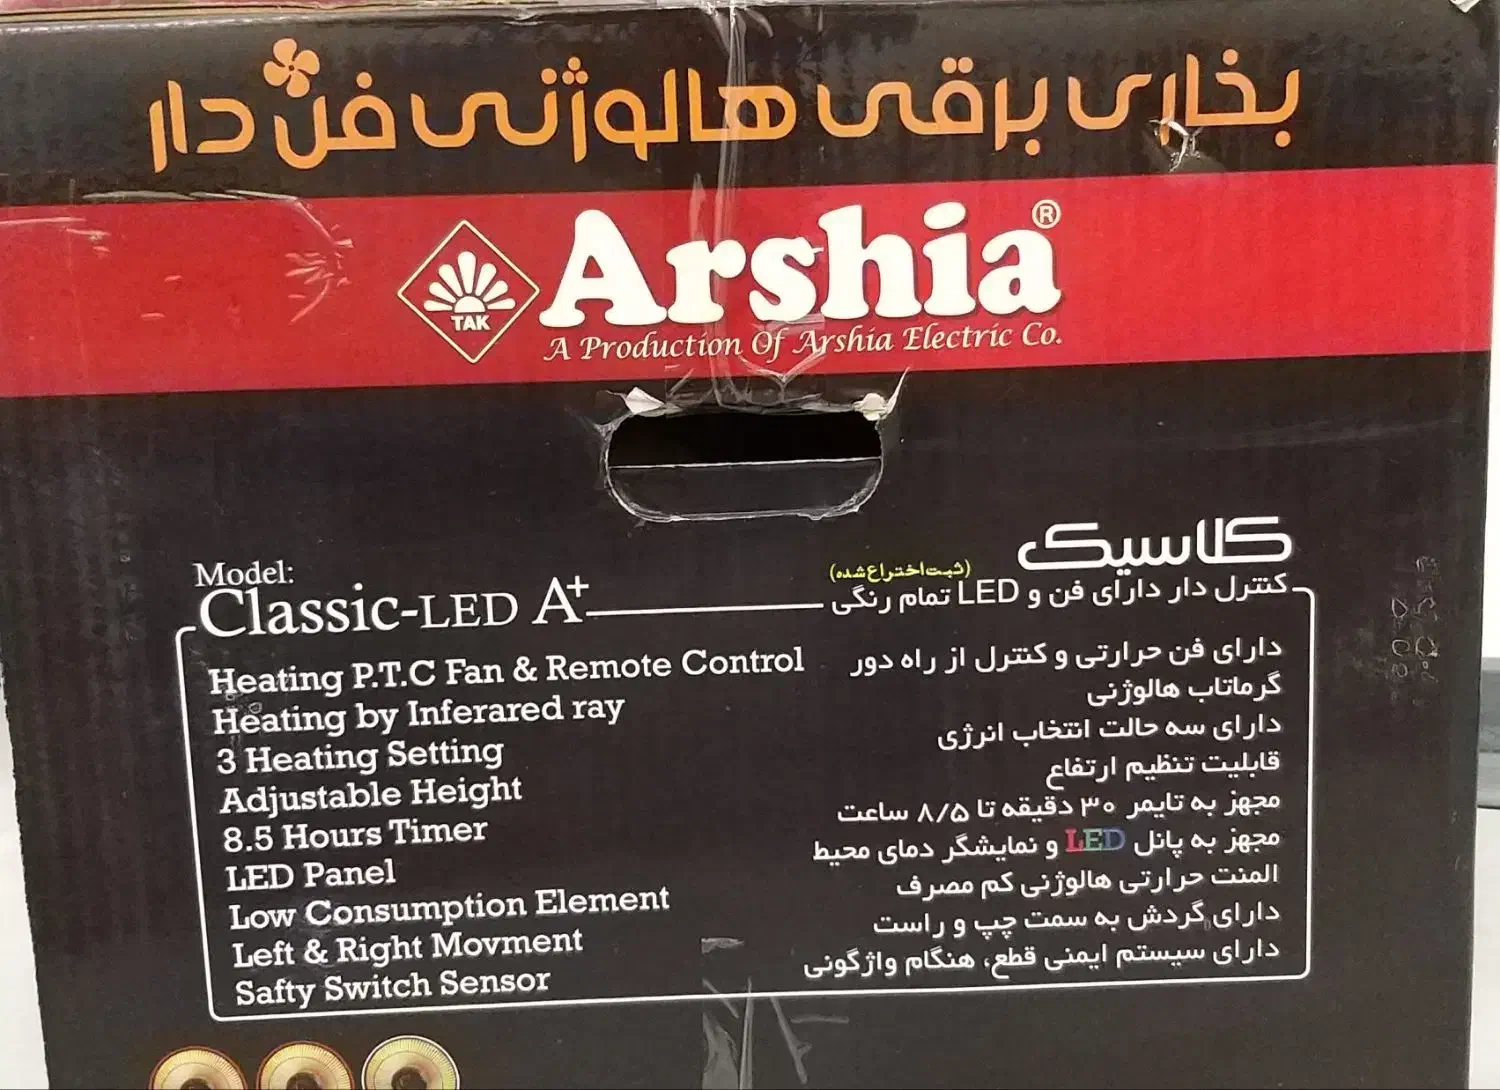 بخاری برقی هالوژنی فن دار
Arshia®
TAK
A Production Of Arshia Electric Co.
کلاسیک
(ثبت اختراع شده)
کنترل دار دارای فن و LED تمام رنگی
Model:
Classic-LED A+
Heating P.T.C Fan & Remote Control
Heating by Inferared ray
3 Heating Setting
Adjustable Height
8.5 Hours Timer
LED Panel
Low Consumption Element
Left & Right Movment
Safty Switch Sensor
دارای فن حرارتی و کنترل از راه دور
گرماتاب هالوژنی
دارای سه حالت انتخاب انرژی
قابلیت تنظیم ارتفاع
مجهز به تایمر ۳۰ دقیقه تا ۸/۵ ساعت
مجهز به پانل LED و نمایشگر دمای محیط
المنت حرارتی هالوژنی کم مصرف
دارای گردش به سمت چپ و راست
دارای سیستم ایمنی قطع، هنگام واژگونی